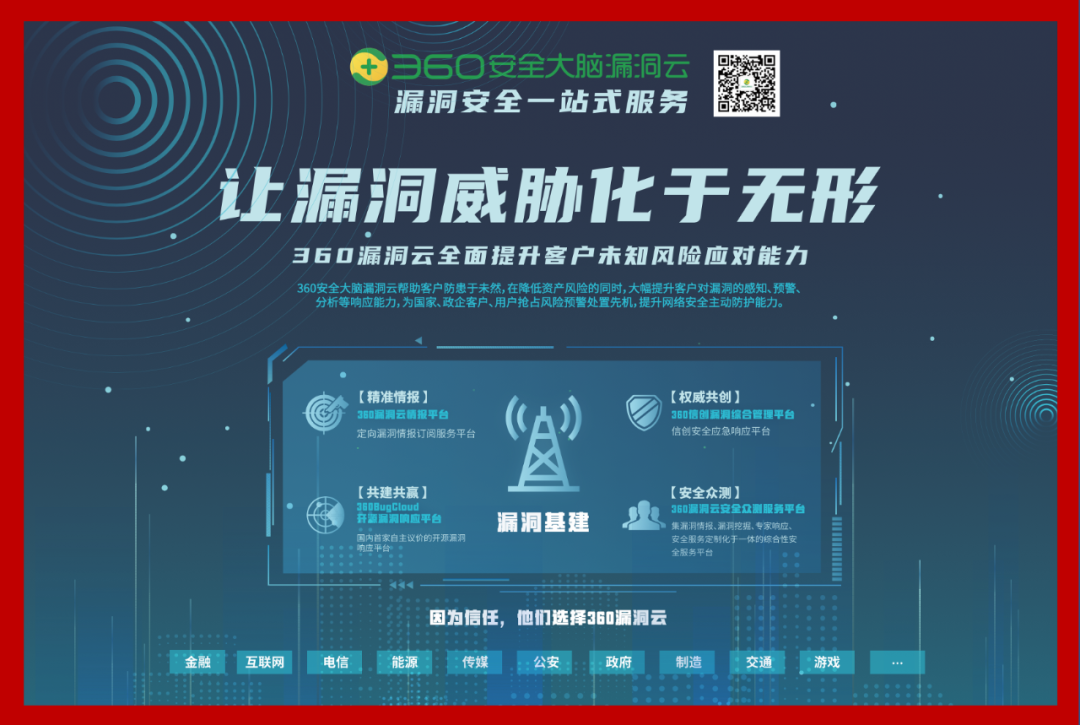 360安全大脑漏洞云
漏洞安全一站式服务
让漏洞威胁化于无形
360漏洞云全面提升客户未知风险应对能力
360安全大脑漏洞云帮助客户防患于未然,在降低资产风险的同时,大幅提升客户对漏洞的感知、预警、
分析等响应能力,为国家、政企客户、用户抢占风险预警处置先机,提升网络安全主动防护能力。
【精准情报】
360漏洞云情报平台
定向漏洞情报订阅服务平台
【权威共创】
360信创漏洞综合管理平台
信创安全应急响应平台
【共建共赢】
360BugCloud
开源漏洞响应平台
国内首家自主议价的开源漏洞
响应平台
漏洞基建
【安全众测】
360漏洞云安全众测服务平台
集漏洞情报、漏洞挖掘、专家响应、
安全服务定制化于一体的综合性安
全服务平台
因为信任，他们选择360漏洞云
金融 互联网 电信 能源 传媒 公安 政府 制造 交通 游戏 ...